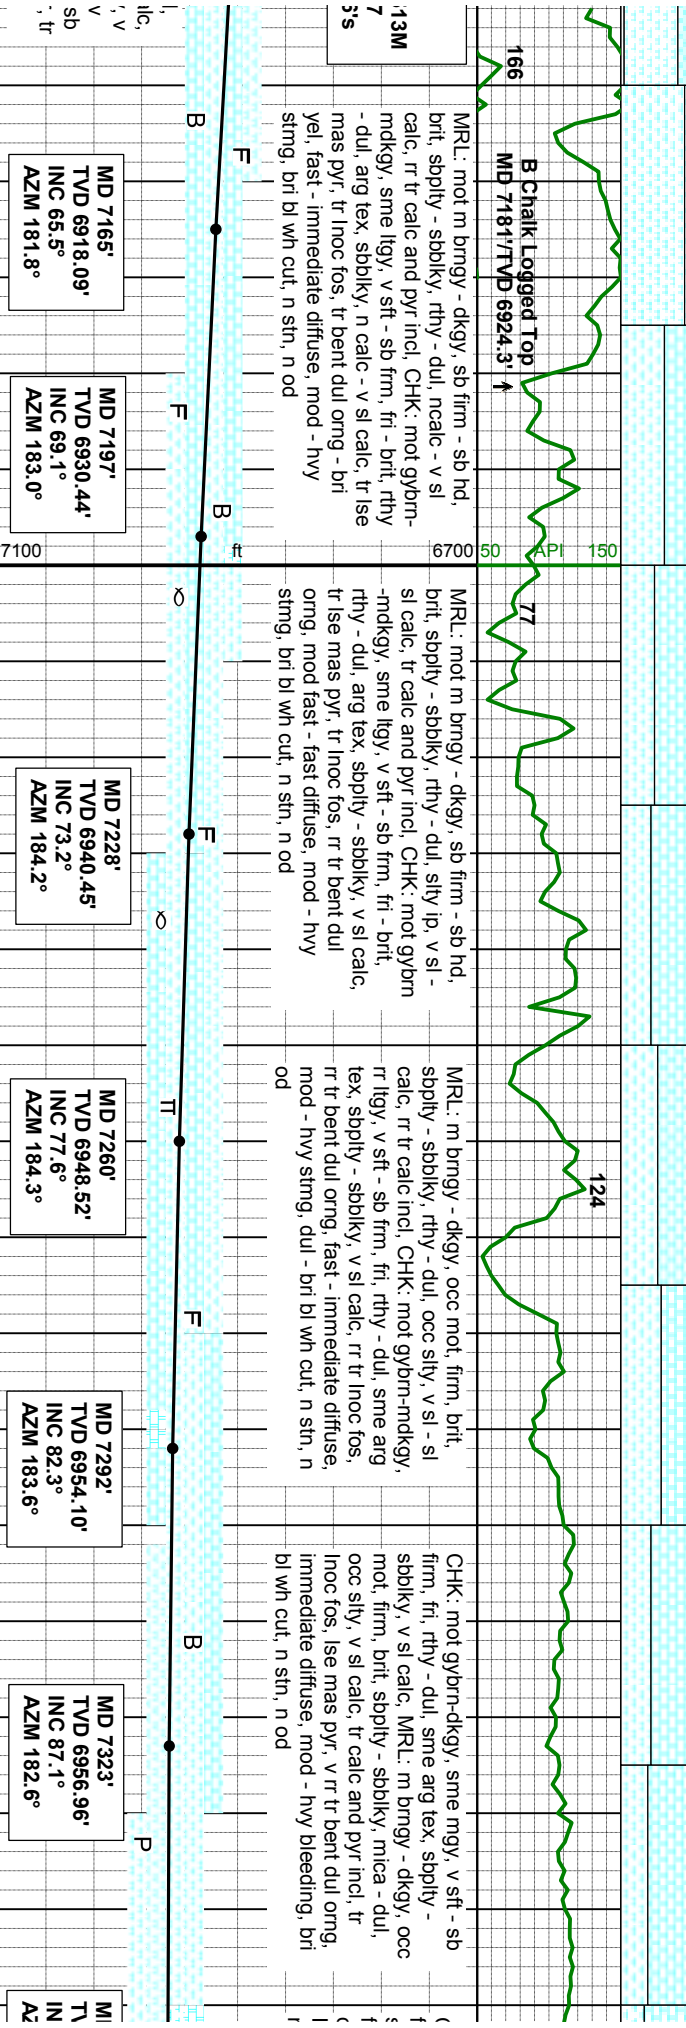 13M
7
's
166
B Chalk Logged Top
MD 7181'/TVD 6924.3'
MRL: mot m brngy - dkgy, sb firm - sb hd,
brit, sbplty - sbblky, rthy - dul, ncalc - v sl
calc, rr tr calc and pyr incl, CHK: mot gybrn-
mdkgy, sme ltgy, v sft - sb frm, fri - brit, rthy
- dul, arg tex, sbblky, n calc - v sl calc, tr lse
mas pyr, tr Inoc fos, tr bent dul orng - bri
yel, fast - immediate diffuse, mod - hvy
stmg, bri bl wh cut, n stn, n od
lc,
, v
v
sb
, tr
B
F
MD 7165'
TVD 6918.09'
INC 65.5°
AZM 181.8°
F
B
MD 7197'
TVD 6930.44'
INC 69.1°
AZM 183.0°
7100
ft
6700
50
API
150
77
MRL: mot m brngy - dkgy, sb firm - sb hd,
brit, sbplty - sbblky, rthy - dul, slty ip, v sl -
sl calc, tr calc and pyr incl, CHK: mot gybrn
-mdkgy, sme ltgy, v sft - sb frm, fri - brit,
rthy - dul, arg tex, sbplty - sbblky, v sl calc,
tr lse mas pyr, tr Inoc fos, rr tr bent dul
orng, mod fast - fast diffuse, mod - hvy
stmg, bri bl wh cut, n stn, n od
F
MD 7228'
TVD 6940.45'
INC 73.2°
AZM 184.2°
124
MRL: m brngy - dkgy, occ mot, firm, brit,
sbplty - sbblky, rthy - dul, occ slty, v sl - sl
calc, rr tr calc incl, CHK: mot gybrn-mdkgy,
rr ltgy, v sft - sb frm, fri, rthy - dul, sme arg
tex, sbplty - sbblky, v sl calc, rr tr Inoc fos,
rr tr bent dul orng, fast - immediate diffuse,
mod - hvy stmg, dul - bri bl wh cut, n stn, n
od
F
MD 7260'
TVD 6948.52'
INC 77.6°
AZM 184.3°
MD 7292'
TVD 6954.10'
INC 82.3°
AZM 183.6°
CHK: mot gybrn-dkgy, sme mgy, v sft - sb
firm, fri, rthy - dul, sme arg tex, sbplty -
sbblky, v sl calc, MRL: m brngy - dkgy, occ
mot, firm, brit, sbplty - sbblky, mica - dul,
occ slty, v sl calc, tr calc and pyr incl, tr
Inoc fos, lse mas pyr, v rr tr bent dul orng,
immediate diffuse, mod - hvy bleeding, bri
bl wh cut, n stn, n od
B
P
MD 7323'
TVD 6956.96'
INC 87.1°
AZM 182.6°